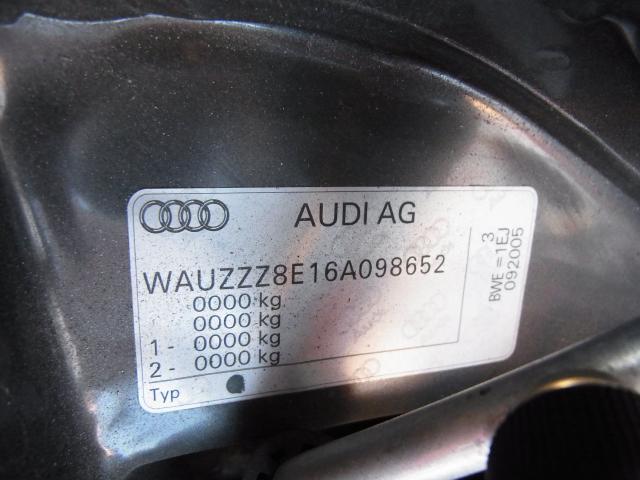 AUDI AG
WAUZZZ8E16A098652
0000 kg
0000 kg
1 - 0000 kg
2 - 0000 kg
Typ
3
BWE = 1EJ
092005